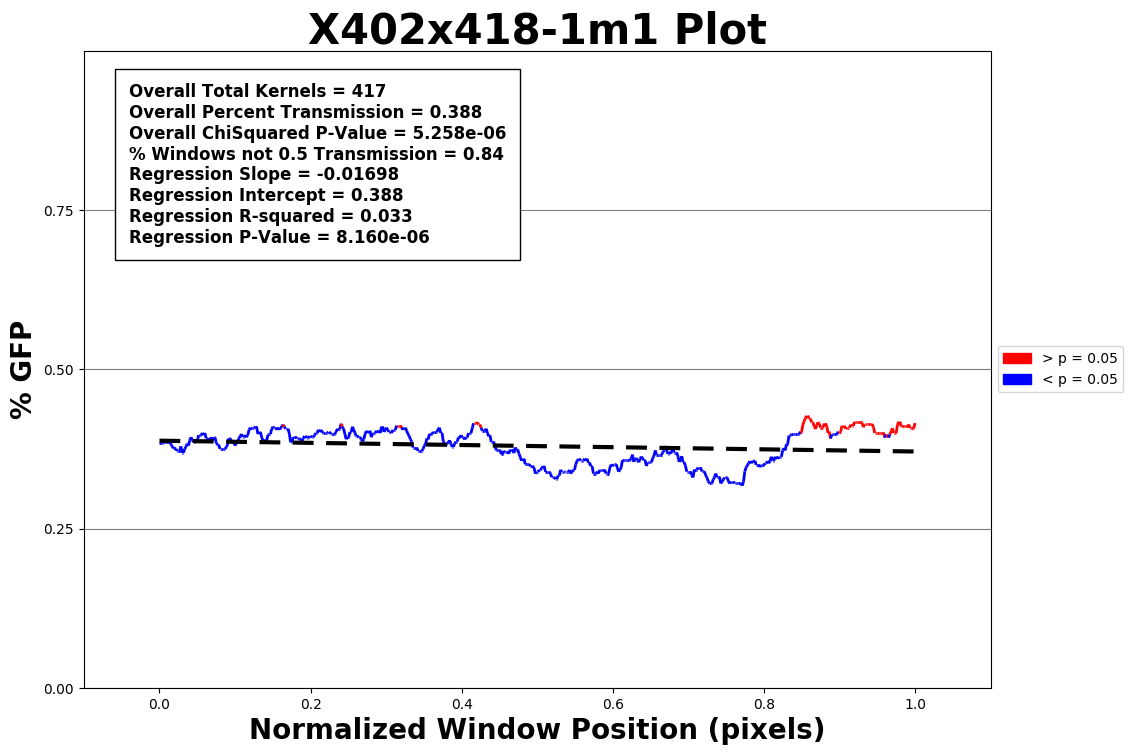 X402x418-1m1 Plot
Overall Total Kernels = 417
Overall Percent Transmission = 0.388
Overall ChiSquared P-Value = 5.258e-06
% Windows not 0.5 Transmission = 0.84
Regression Slope = -0.01698
Regression Intercept = 0.388
Regression R-squared = 0.033
Regression P-Value = 8.160e-06
% GFP
0.75
0.50
0.25
0.00
> p = 0.05
< p = 0.05
0.0 0.2 0.4 0.6 0.8 1.0
Normalized Window Position (pixels)